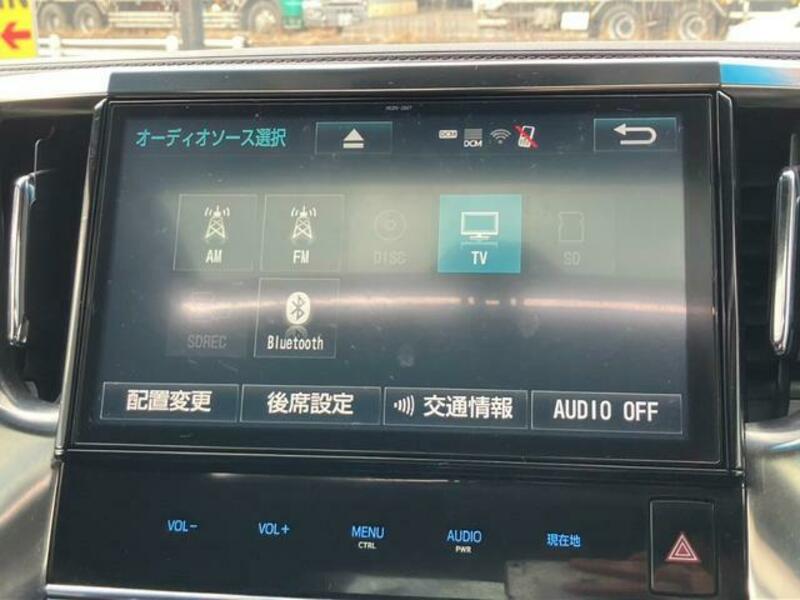 オーディオソース選択
DCM
DCM
AM
FM
DISC
TV
SD
SDREC
Bluetooth
配置変更
後席設定
交通情報
AUDIO OFF
VOL-
VOL+
MENU
CTRL
AUDIO
PWR
現在地